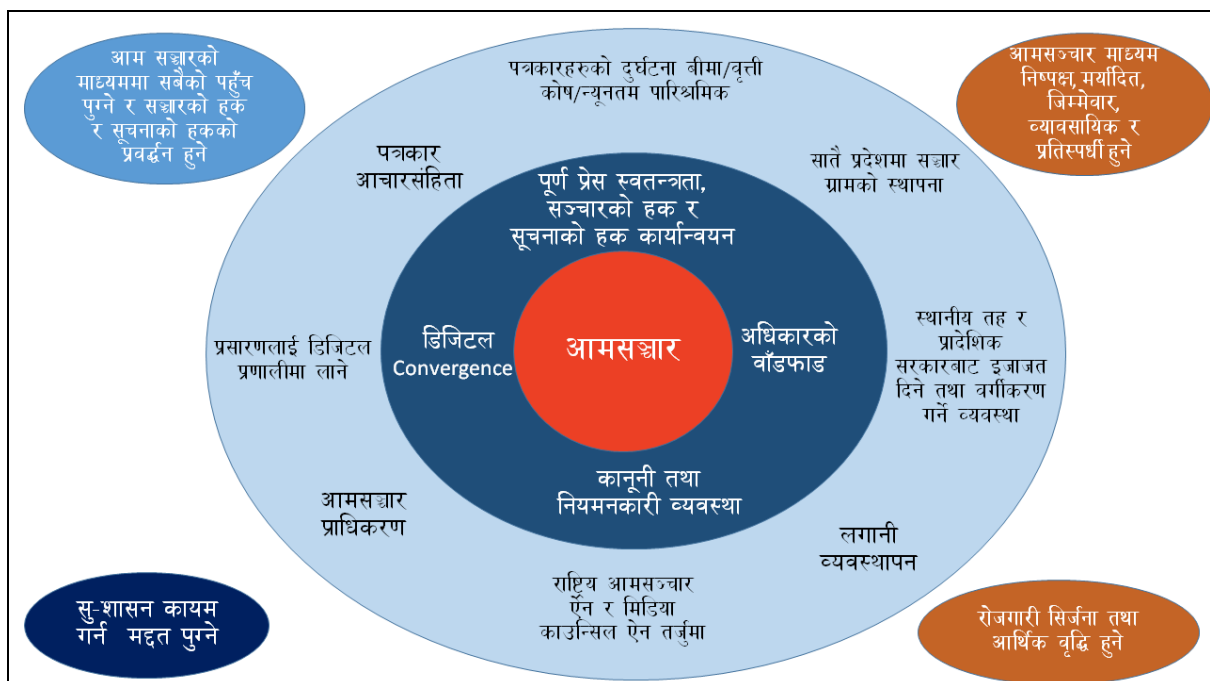 आम सञ्चारको
माध्यममा सबैको पहुँच
पुग्ने र सञ्चारको हक
र सूचनाको हकको
प्रवर्द्धन हुने
पत्रकारहरुको दुर्घटना बीमा/वृत्ती
कोष/न्यूनतम पारिश्रमिक
आमसञ्चार माध्यम
निष्पक्ष, मर्यादित,
जिम्मेवार,
व्यावसायिक र
प्रतिस्पर्धी हुने
पत्रकार
आचारसंहिता
सातै प्रदेशमा सञ्चार
ग्रामको स्थापना
पूर्ण प्रेस स्वतन्त्रता,
सञ्चारको हक र
सूचनाको हक कार्यान्वयन
प्रसारणलाई डिजिटल
प्रणालीमा लाने
डिजिटल
Convergence
आमसञ्चार
अधिकारको
बाँडफाड
स्थानीय तह र
प्रादेशिक
सरकारबाट इजाजत
दिने तथा वर्गीकरण
गर्ने व्यवस्था
कानूनी तथा
नियमनकारी व्यवस्था
आमसञ्चार
प्राधिकरण
लगानी
व्यवस्थापन
राष्ट्रिय आमसञ्चार
ऐन र मिडिया
काउन्सिल ऐन तर्जुमा
सु-शासन कायम
गर्न मद्दत पुग्ने
रोजगारी सिर्जना तथा
आर्थिक वृद्धि हुने